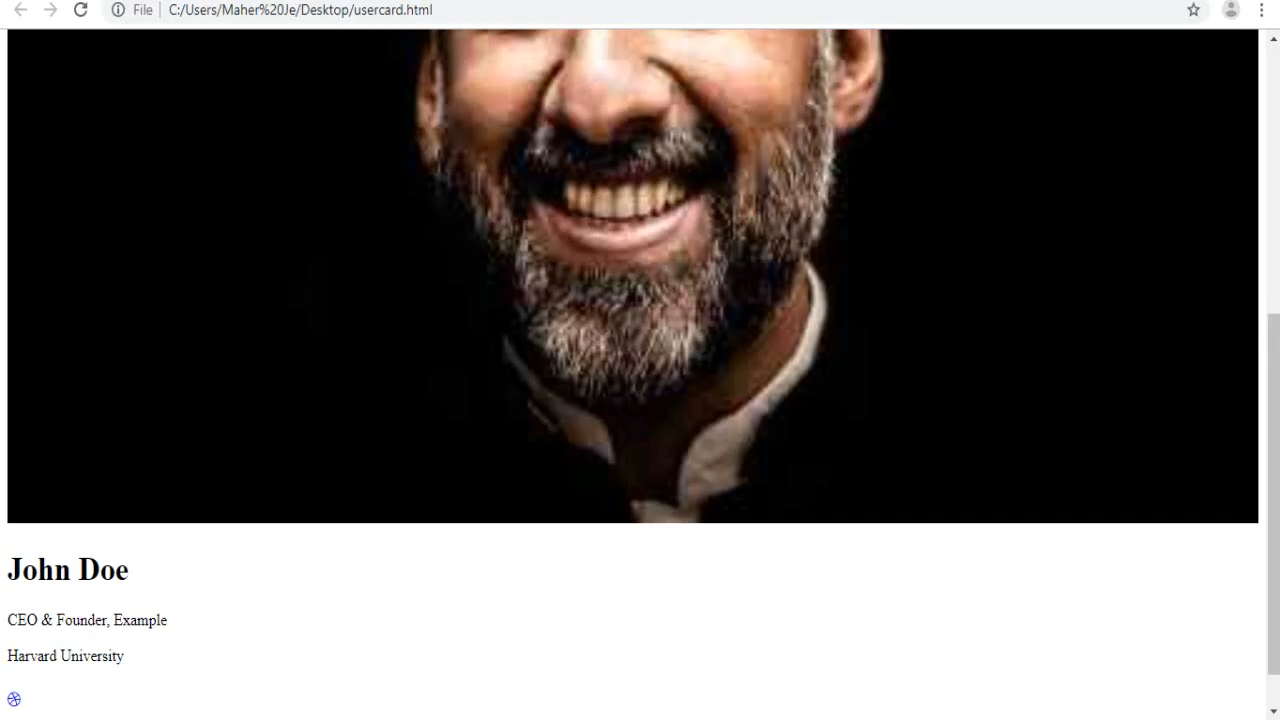 File C:/Users/Maher%20Je/Desktop/usercard.html
John Doe
CEO & Founder, Example
Harvard University